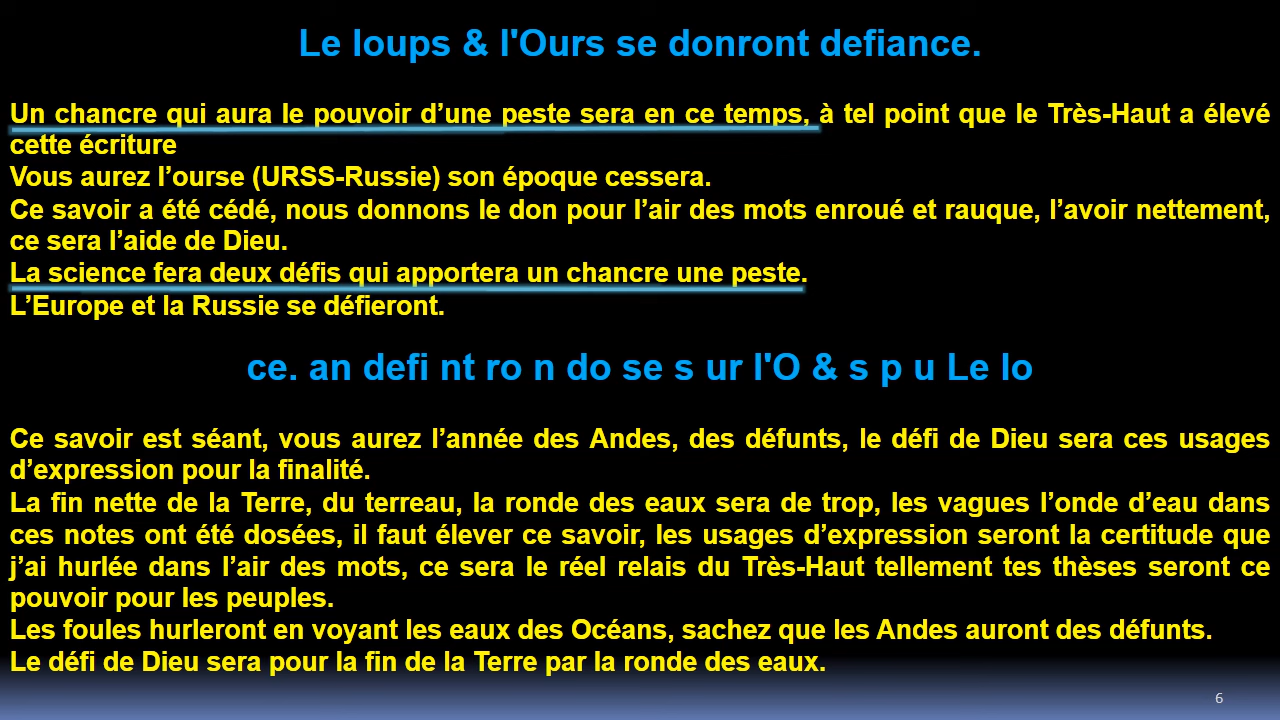 Le loups & l'Ours se donront defiance.
Un chancre qui aura le pouvoir d’une peste sera en ce temps, à tel point que le Très-Haut a élevé
cette écriture
Vous aurez l’ourse (URSS-Russie) son époque cessera.
Ce savoir a été cédé, nous donnons le don pour l’air des mots enroué et rauque, l’avoir nettement,
ce sera l’aide de Dieu.
La science fera deux défis qui apportera un chancre une peste.
L’Europe et la Russie se défieront.
ce. an defi nt ro n do se s ur l'O & s p u Le lo
Ce savoir est séant, vous aurez l’année des Andes, des défunts, le défi de Dieu sera ces usages
d’expression pour la finalité.
La fin nette de la Terre, du terreau, la ronde des eaux sera de trop, les vagues l’onde d’eau dans
ces notes ont été dosées, il faut élever ce savoir, les usages d’expression seront la certitude que
j’ai hurlée dans l’air des mots, ce sera le réel relais du Très-Haut tellement tes thèses seront ce
pouvoir pour les peuples.
Les foules hurleront en voyant les eaux des Océans, sachez que les Andes auront des défunts.
Le défi de Dieu sera pour la fin de la Terre par la ronde des eaux.
6